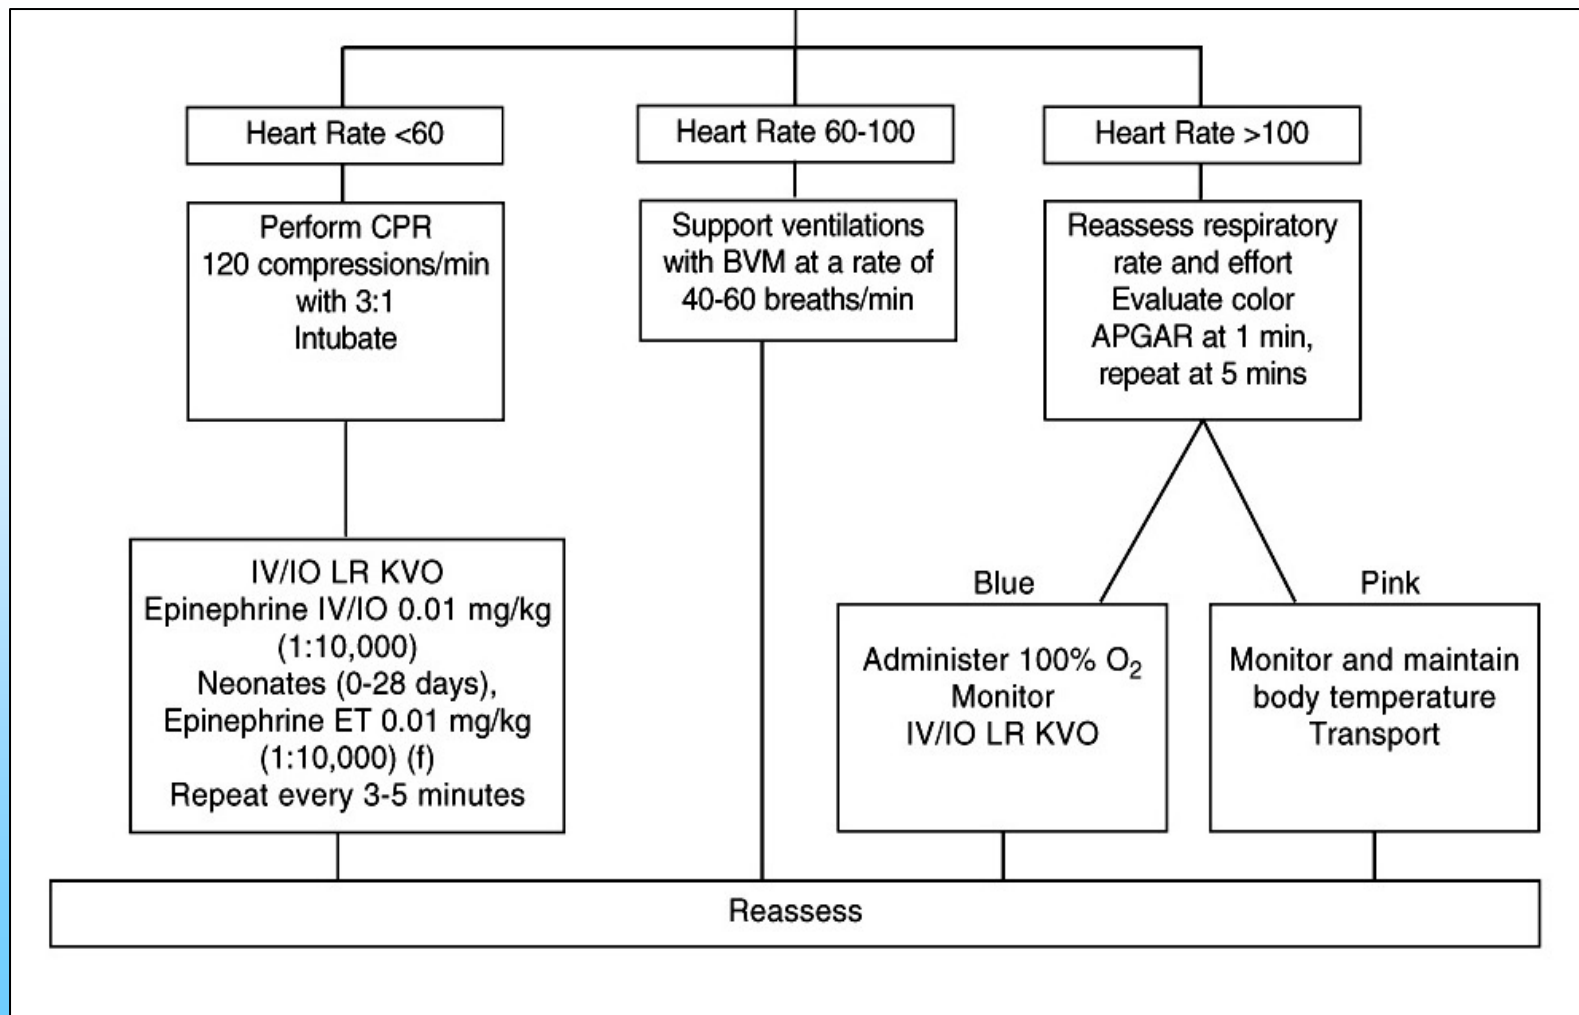 Heart Rate <60
Heart Rate 60-100
Heart Rate >100
Perform CPR
120 compressions/min
with 3:1
Intubate
Support ventilations
with BVM at a rate of
40-60 breaths/min
Reassess respiratory
rate and effort
Evaluate color
APGAR at 1 min,
repeat at 5 mins
IV/IO LR KVO
Epinephrine IV/IO 0.01 mg/kg
(1:10,000)
Neonates (0-28 days),
Epinephrine ET 0.01 mg/kg
(1:10,000) (f)
Repeat every 3-5 minutes
Blue
Administer 100% O₂
Monitor
IV/IO LR KVO
Pink
Monitor and maintain
body temperature
Transport
Reassess